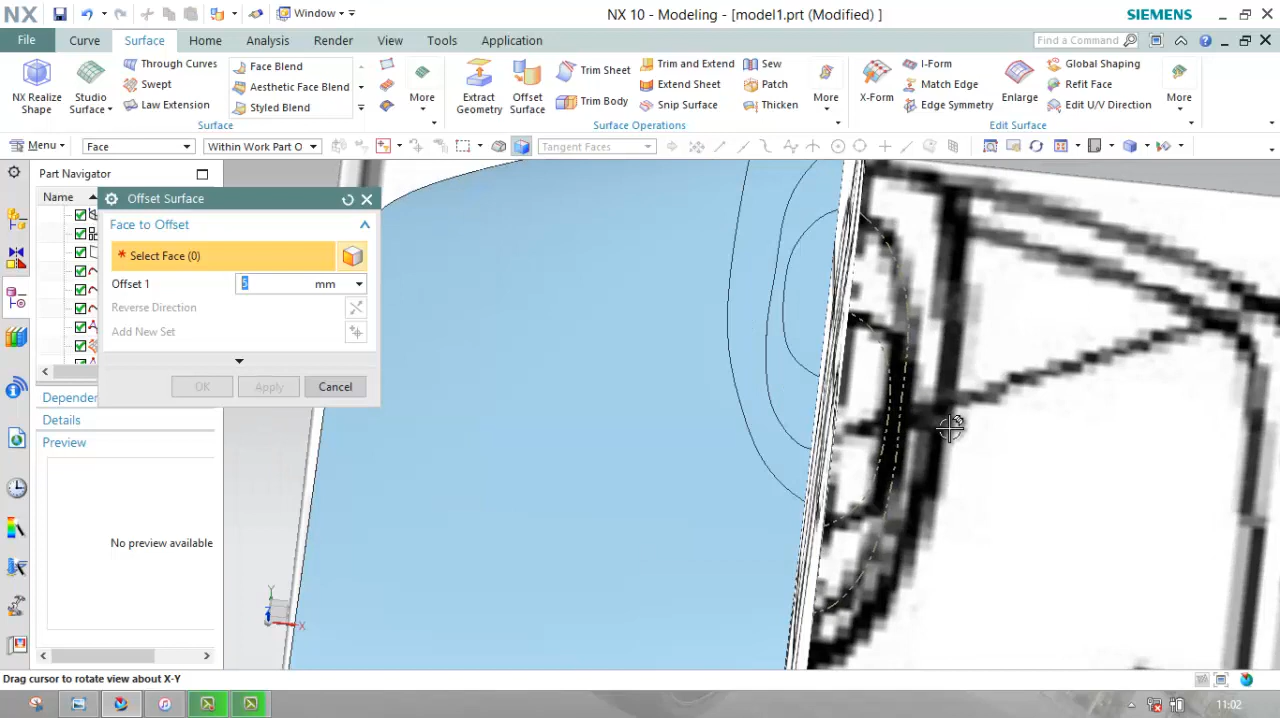 NX Window NX 10 - Modeling - [model1.prt (Modified) ] SIEMENS
File Curve Surface Home Analysis Render View Tools Application Find a Command
NX Realize Shape
Studio Surface
Through Curves
Swept
Law Extension
Face Blend
Aesthetic Face Blend
Styled Blend
More
Surface
Extract Geometry
Offset Surface
Trim Sheet
Trim Body
Trim and Extend
Extend Sheet
Snip Surface
Sew
Patch
Thicken
More
Surface Operations
X-Form
I-Form
Match Edge
Edge Symmetry
Enlarge
Global Shaping
Refit Face
Edit U/V Direction
More
Edit Surface
Menu Face Within Work Part O Tangent Faces
Part Navigator
Name
Offset Surface
Face to Offset
* Select Face (0)
Offset 1 5 mm
Reverse Direction
Add New Set
OK Apply Cancel
Depender
Details
Preview
No preview available
Y
X
Drag cursor to rotate view about X-Y
11:02